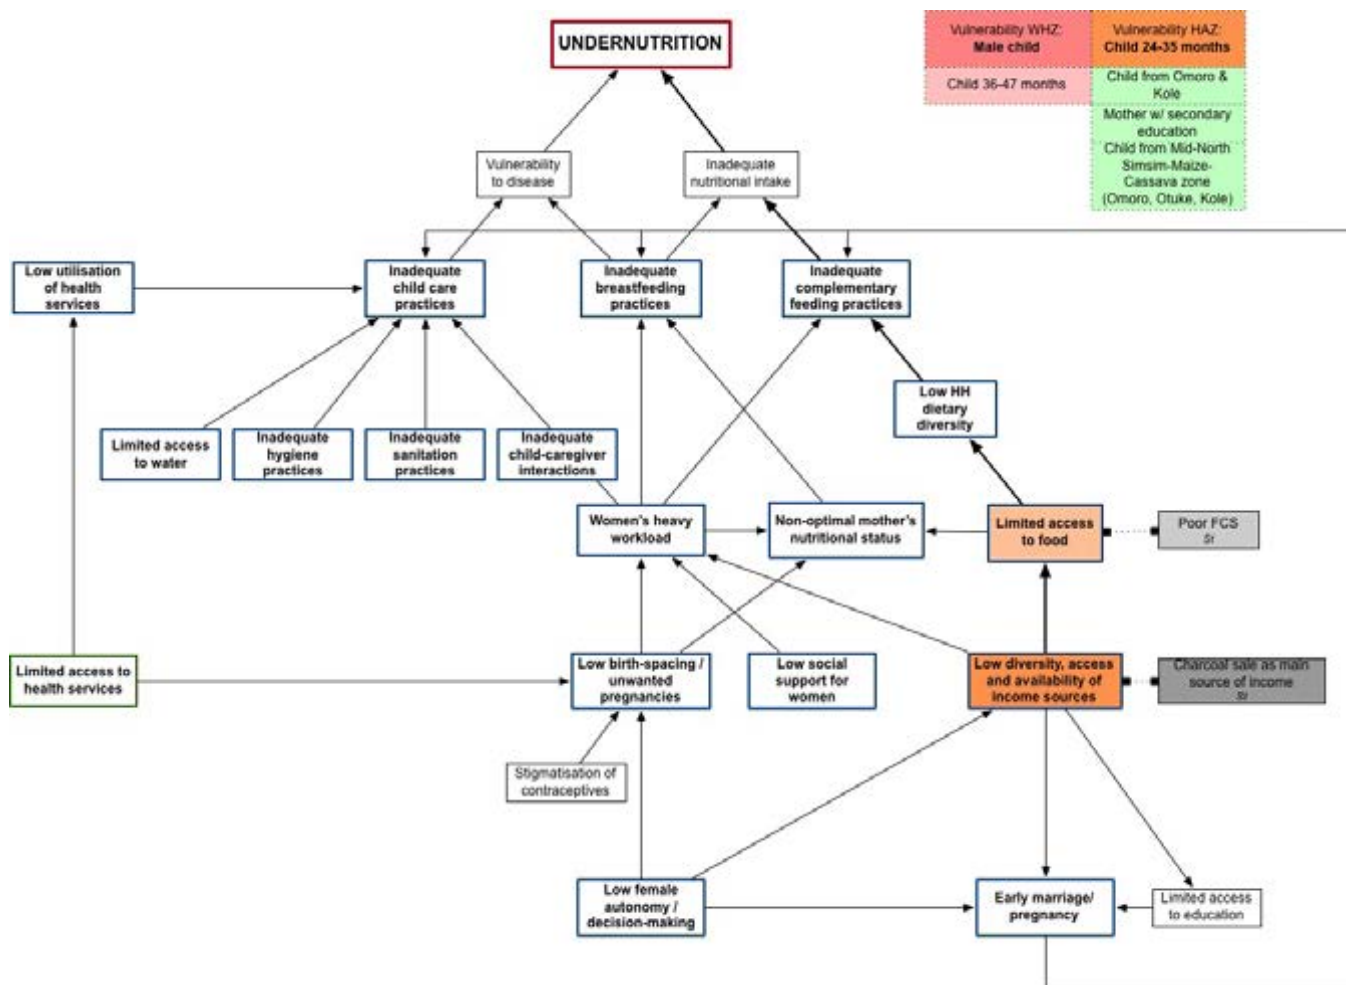 UNDERNUTRITION
Vulnerability WHZ:
Male child
Vulnerability HAZ:
Child 24-35 months
Child 36-47 months
Child from Omoro &
Kole
Mother w/ secondary
education
Child from Mid-North
Simsim-Maize-
Cassava zone
(Omoro, Otuke, Kole)
Vulnerability
to disease
Inadequate
nutritional intake
Low utilisation
of health
services
Inadequate
child care
practices
Inadequate
breastfeeding
practices
Inadequate
complementary
feeding practices
Low HH
dietary
diversity
Limited access
to water
Inadequate
hygiene
practices
Inadequate
sanitation
practices
Inadequate
child-caregiver
interactions
Women's heavy
workload
Non-optimal mother's
nutritional status
Limited access
to food
Poor FCS
St
Limited access to
health services
Low birth-spacing /
unwanted
pregnancies
Low social
support for
women
Low diversity, access
and availability of
income sources
Charcoal sale as main
source of income
St
Stigmatisation of
contraceptives
Low female
autonomy /
decision-making
Early marriage/
pregnancy
Limited access
to education